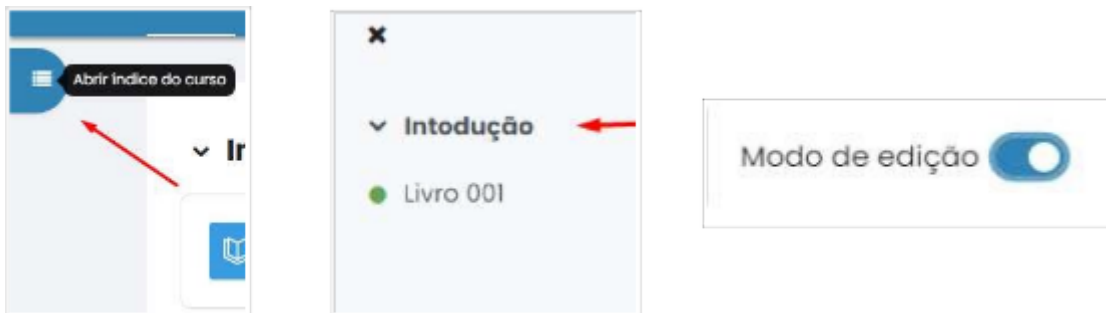 Abrir índice do curso
Ir
Intodução
Livro 001
Modo de edição